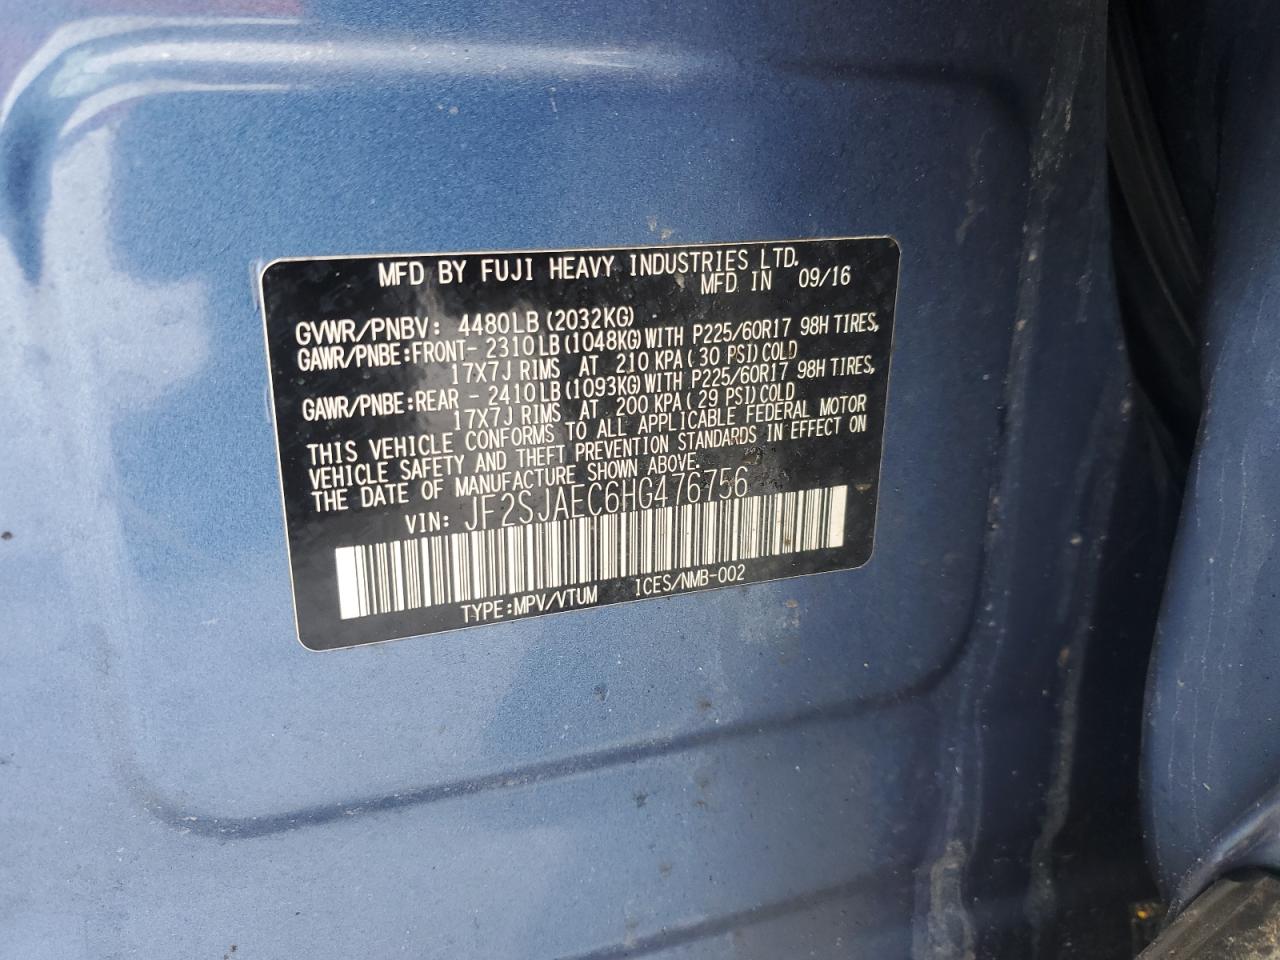 MFD BY FUJI HEAVY INDUSTRIES LTD.
MFD IN 09/16
GVWR/PNBV: 4480LB (2032KG)
GAWR/PNBE:FRONT- 2310LB (1048KG) WITH P225/60R17 98H TIRES,
17X7J RIMS AT 210 KPA ( 30 PSI) COLD
GAWR/PNBE:REAR - 2410LB (1093KG) WITH P225/60R17 98H TIRES,
17X7J RIMS AT 200 KPA ( 29 PSI) COLD
THIS VEHICLE CONFORMS TO ALL APPLICABLE FEDERAL MOTOR
VEHICLE SAFETY AND THEFT PREVENTION STANDARDS IN EFFECT ON
THE DATE OF MANUFACTURE SHOWN ABOVE.
VIN: JF2SJAEC6HG476756
TYPE:MPV/VTUM ICES/NMB-002